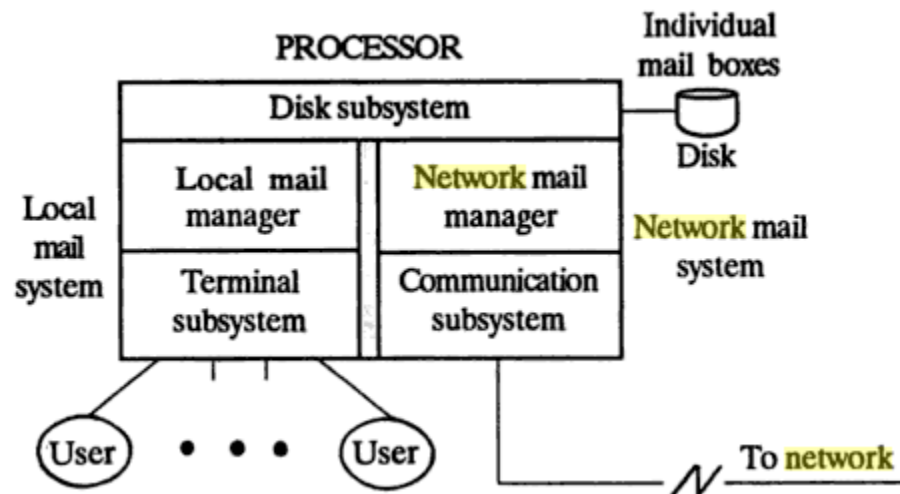 PROCESSOR
Individual
mail boxes
Disk subsystem
Disk
Local mail
manager
Network mail
manager
Local
mail
system
Network mail
system
Terminal
subsystem
Communication
subsystem
User
User
To network